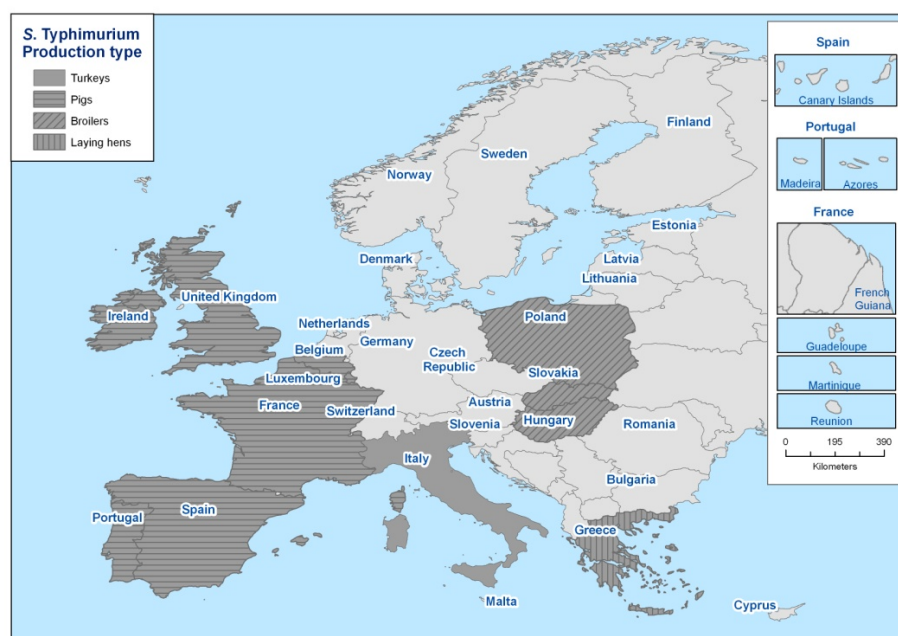 S. Typhimurium
Production type
Turkeys
Pigs
Broilers
Laying hens
Finland
Sweden
Norway
Estonia
Latvia
Denmark
Lithuania
United Kingdom
Ireland
Netherlands
Poland
Germany
Belgium
Czech
Republic
Slovakia
Luxembourg
Austria
France
Switzerland
Hungary
Slovenia
Romania
Italy
Bulgaria
Portugal
Spain
Greece
Malta
Cyprus
Spain
Canary Islands
Portugal
Madeira
Azores
France
French
Guiana
Guadeloupe
Martinique
Reunion
0 195 390
Kilometers